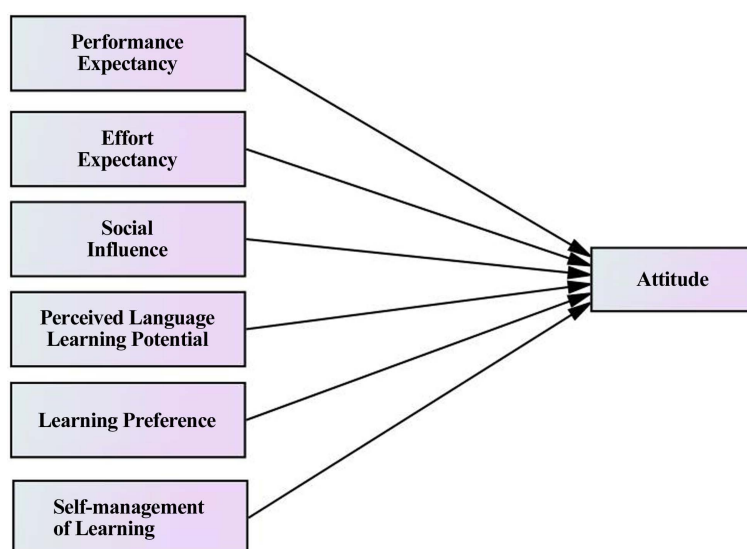 Performance
Expectancy
Effort
Expectancy
Social
Influence
Perceived Language
Learning Potential
Learning Preference
Self-management
of Learning
Attitude